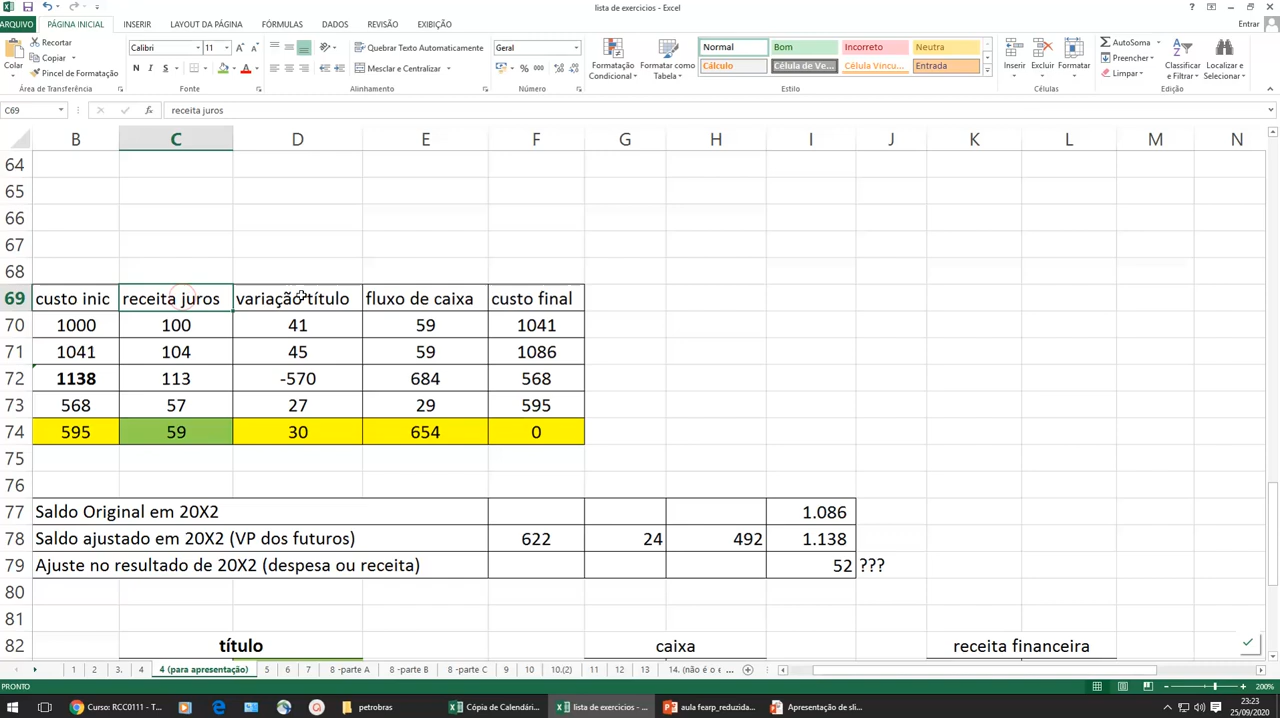 lista de exercicios - Excel
ARQUIVO PÁGINA INICIAL INSERIR LAYOUT DA PÁGINA FÓRMULAS DADOS REVISÃO EXIBIÇÃO Entrar
Colar Recortar Copiar Pincel de Formatação
Calibri 11 A A N I S A
Quebrar Texto Automaticamente
Mesclar e Centralizar
Geral % 000
Formatação Condicional Formatar como Tabela
Normal Bom Incorreto Neutra
Cálculo Célula de Ve... Célula Vincu... Entrada
Inserir Excluir Formatar
AutoSoma Preencher Limpar
Classificar e Filtrar Localizar e Selecionar
Área de Transferência Fonte Alinhamento Número Estilo Células Edição
C69 fx receita juros
B C D E F G H I J K L M N
64
65
66
67
68
69 custo inic receita juros variação título fluxo de caixa custo final
70 1000 100 41 59 1041
71 1041 104 45 59 1086
72 1138 113 -570 684 568
73 568 57 27 29 595
74 595 59 30 654 0
75
76
77 Saldo Original em 20X2 1.086
78 Saldo ajustado em 20X2 (VP dos futuros) 622 24 492 1.138
79 Ajuste no resultado de 20X2 (despesa ou receita) 52 ???
80
81
82 título caixa receita financeira
1 2 3. 4 4 (para apresentação) 5 6 7 8 -parte A 8 -parte B 8 -parte C 9 10 10.(2) 11 12 13 14. (não é o e ...
PRONTO 200%
Curso: RCC0111 - T... petrobras Cópia de Calendári... lista de exercicios - ... aula fearp_reduzida... Apresentação de sli...
23:23
25/09/2020